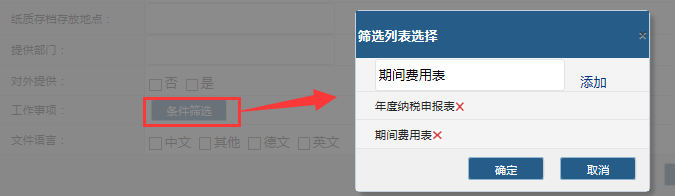 纸质存档存放地点：
提供部门：
对外提供： 否 是
工作事项： 条件筛选
文件语言： 中文 其他 德文 英文
筛选列表选择 ×
期间费用表 添加
年度纳税申报表×
期间费用表×
确定 取消